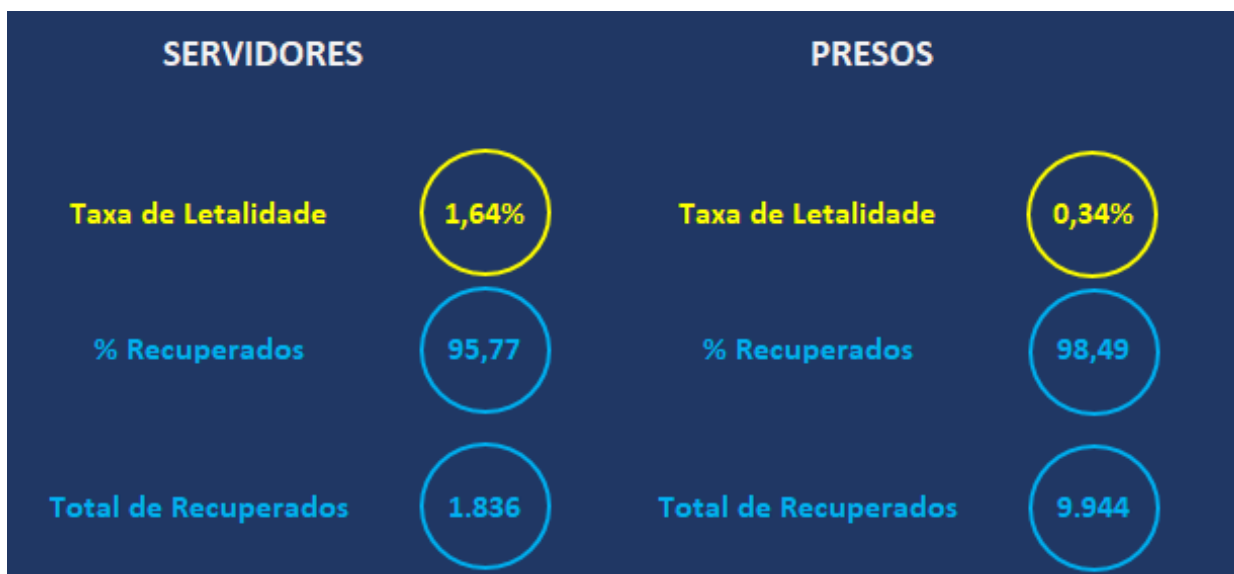 SERVIDORES
PRESOS
Taxa de Letalidade
1,64%
Taxa de Letalidade
0,34%
% Recuperados
95,77
% Recuperados
98,49
Total de Recuperados
1.836
Total de Recuperados
9.944